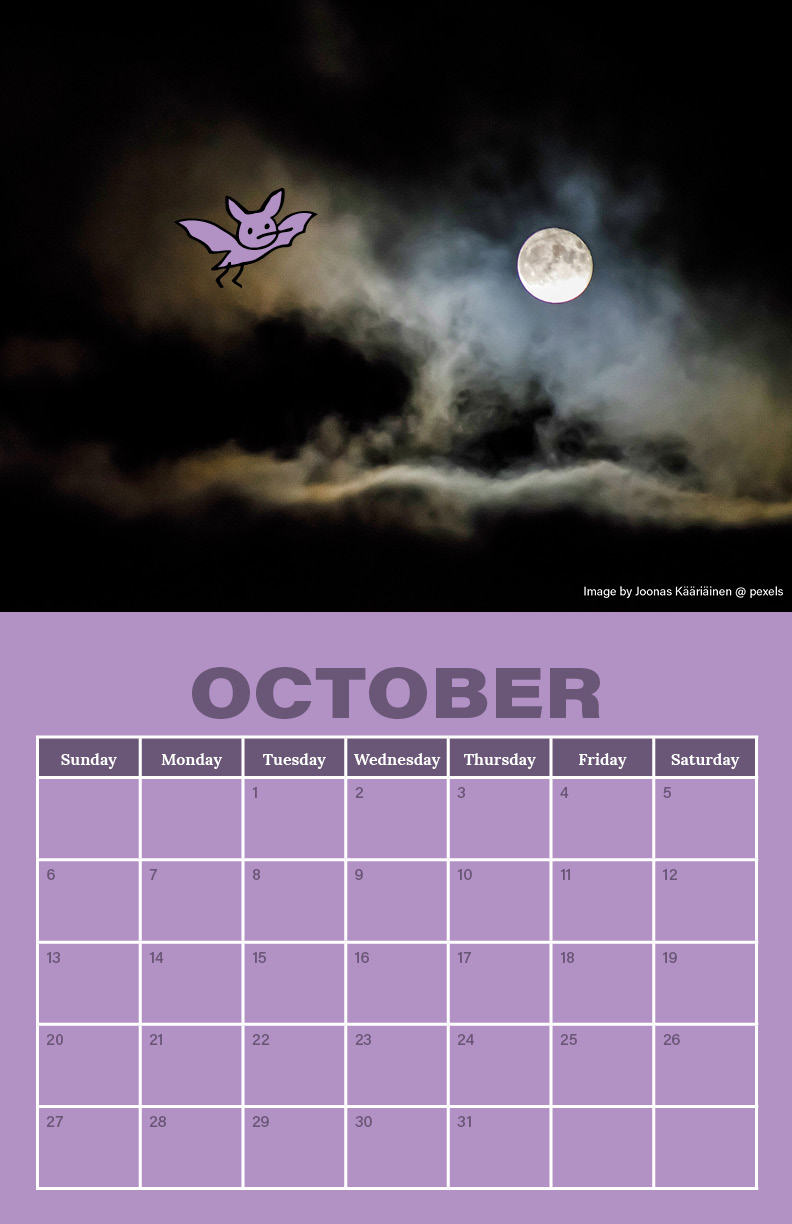 Image by Joonas Kääriäinen @ pexels
OCTOBER
Sunday Monday Tuesday Wednesday Thursday Friday Saturday
1 2 3 4 5
6 7 8 9 10 11 12
13 14 15 16 17 18 19
20 21 22 23 24 25 26
27 28 29 30 31